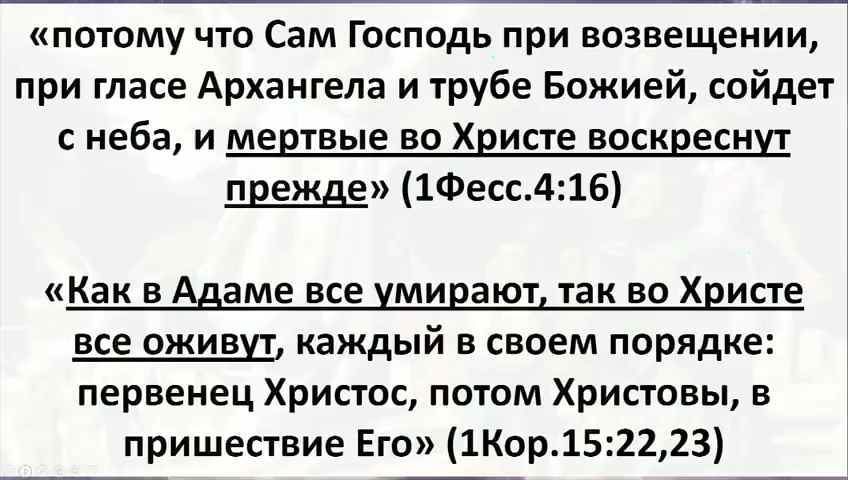 «потому что Сам Господь при возвещении,
при гласе Архангела и трубе Божией, сойдет
с неба, и мертвые во Христе воскреснут
прежде» (1Фесс.4:16)
«Как в Адаме все умирают, так во Христе
все оживут, каждый в своем порядке:
первенец Христос, потом Христовы, в
пришествие Его» (1Кор.15:22,23)